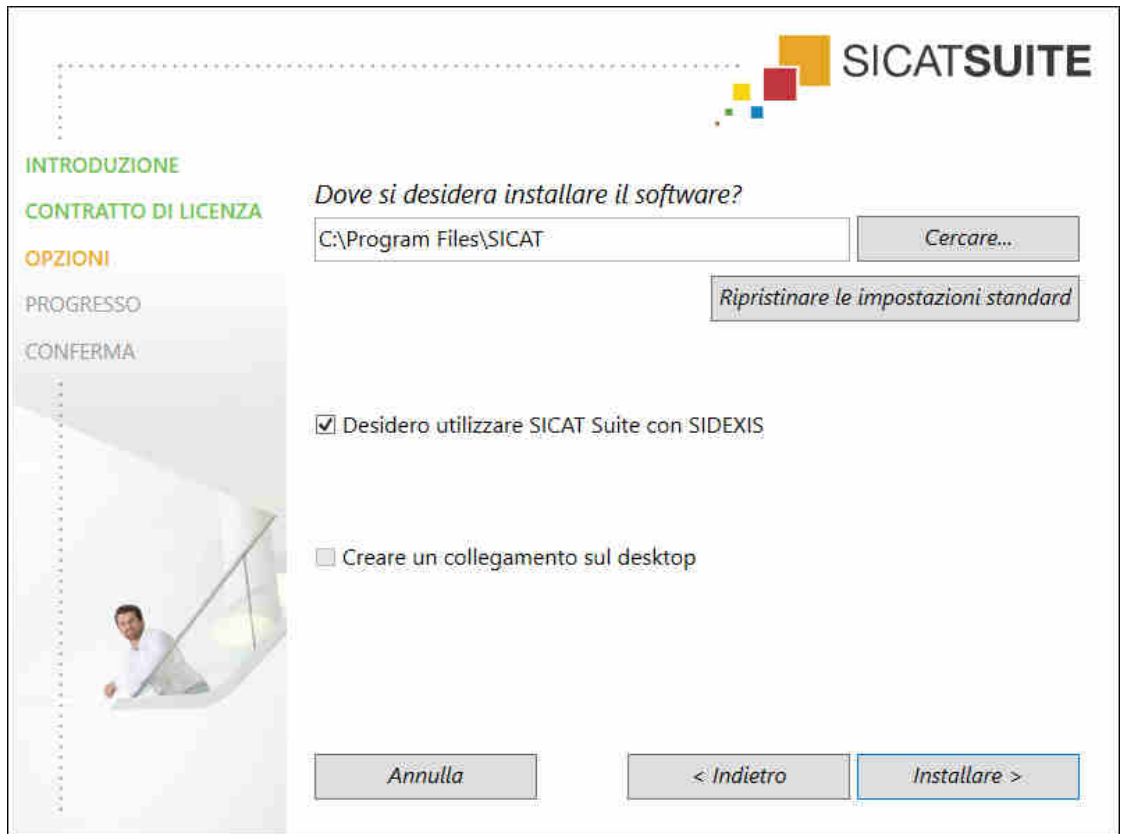 SICATSUITE
INTRODUZIONE
CONTRATTO DI LICENZA
OPZIONI
PROGRESSO
CONFERMA
Dove si desidera installare il software?
C:\Program Files\SICAT
Cercare...
Ripristinare le impostazioni standard
Desidero utilizzare SICAT Suite con SIDEXIS
Creare un collegamento sul desktop
Annulla
< Indietro
Installare >